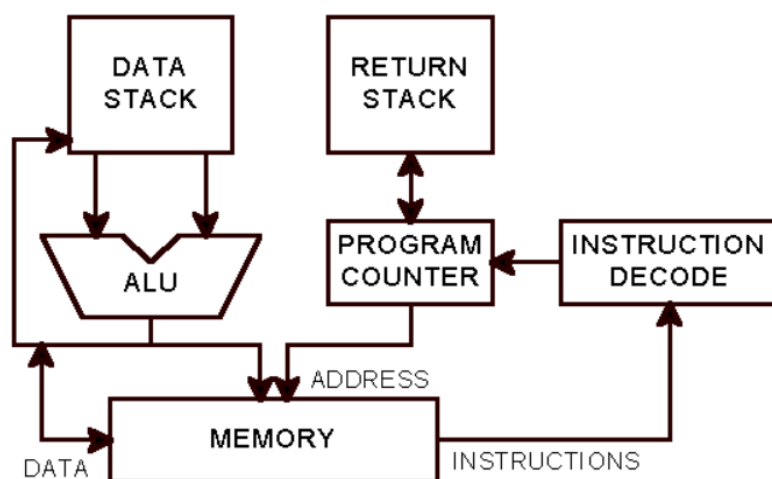 DATA
STACK
RETURN
STACK
ALU
PROGRAM
COUNTER
INSTRUCTION
DECODE
ADDRESS
MEMORY
DATA
INSTRUCTIONS